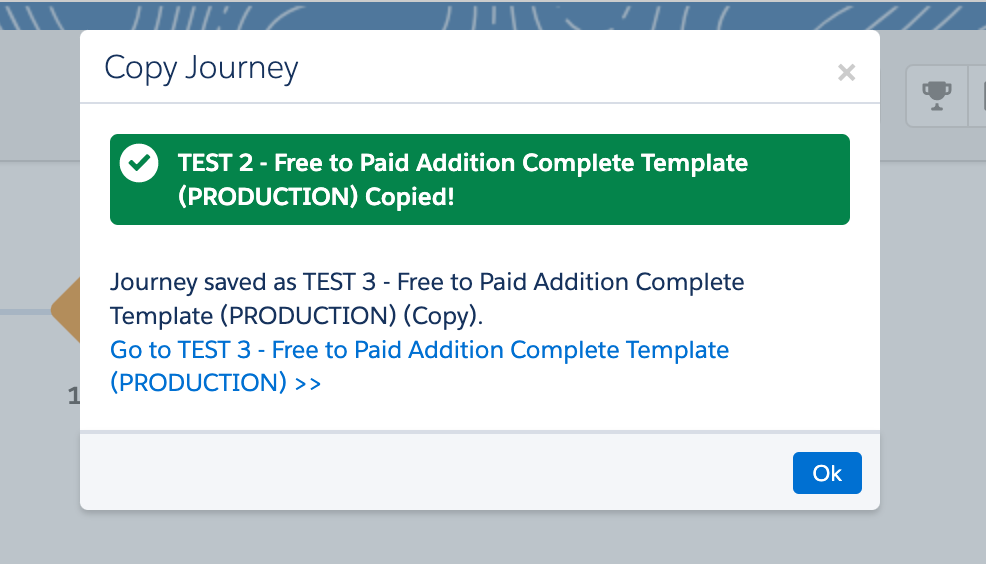 Copy Journey
TEST 2 - Free to Paid Addition Complete Template
(PRODUCTION) Copied!
Journey saved as TEST 3 - Free to Paid Addition Complete
Template (PRODUCTION) (Copy).
Go to TEST 3 - Free to Paid Addition Complete Template
(PRODUCTION) >>
1
Ok